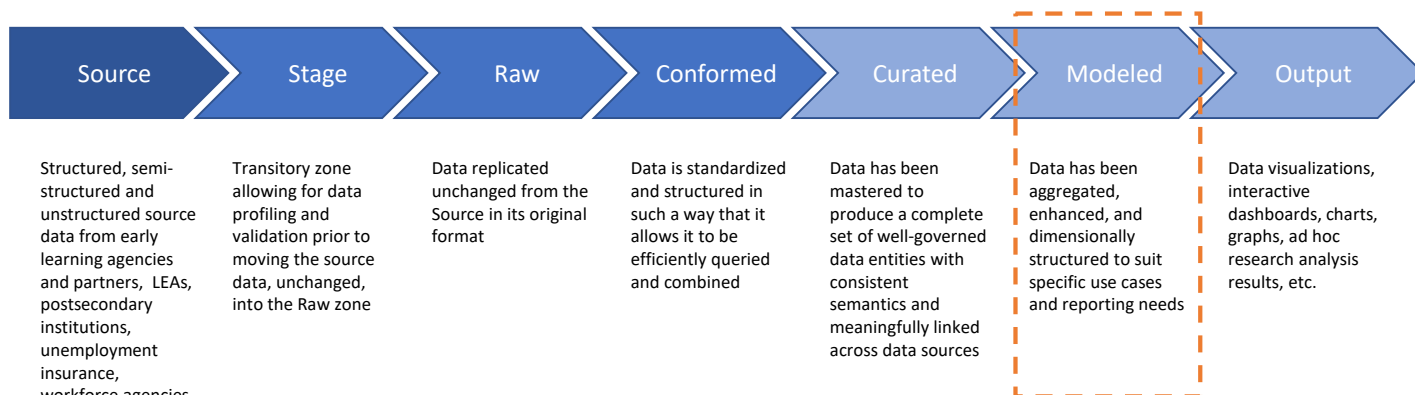 Source
Stage
Raw
Conformed
Curated
Modeled
Output
Structured, semi-
structured and
unstructured source
data from early
learning agencies
and partners, LEAs,
postsecondary
institutions,
unemployment
insurance,
workforce agencies
Transitory zone
allowing for data
profiling and
validation prior to
moving the source
data, unchanged,
into the Raw zone
Data replicated
unchanged from the
Source in its original
format
Data is standardized
and structured in
such a way that it
allows it to be
efficiently queried
and combined
Data has been
mastered to
produce a complete
set of well-governed
data entities with
consistent
semantics and
meaningfully linked
across data sources
Data has been
aggregated,
enhanced, and
dimensionally
structured to suit
specific use cases
and reporting needs
Data visualizations,
interactive
dashboards, charts,
graphs, ad hoc
research analysis
results, etc.